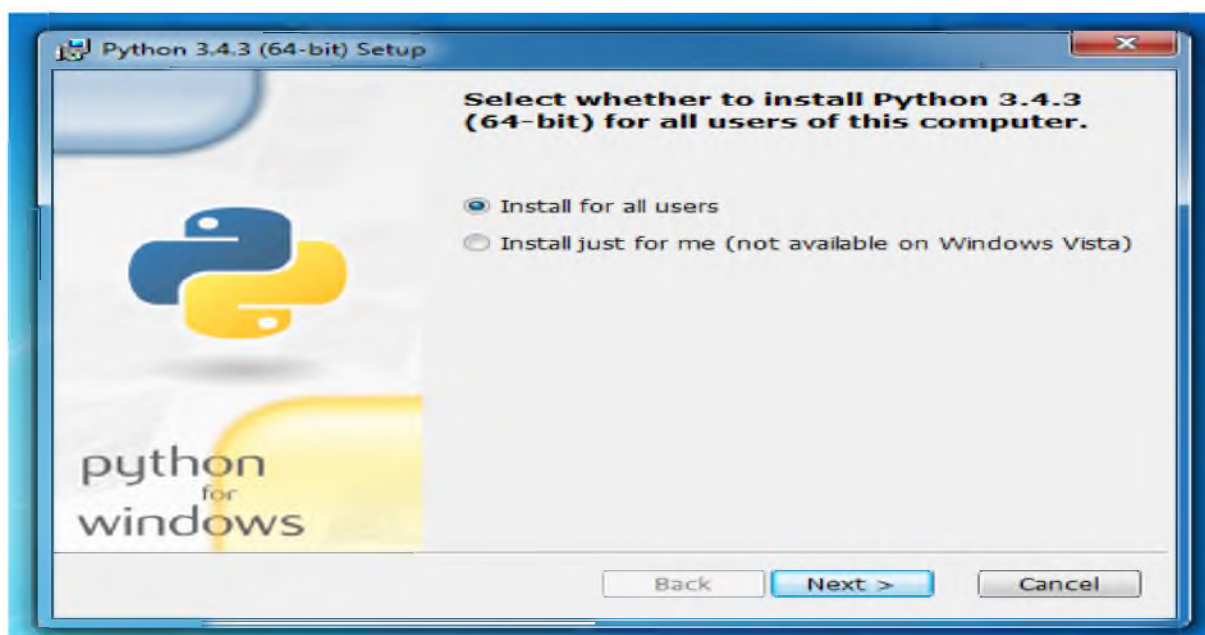 Python 3.4.3 (64-bit) Setup
Select whether to install Python 3.4.3
(64-bit) for all users of this computer.
Install for all users
Install just for me (not available on Windows Vista)
python
for
windows
Back
Next >
Cancel